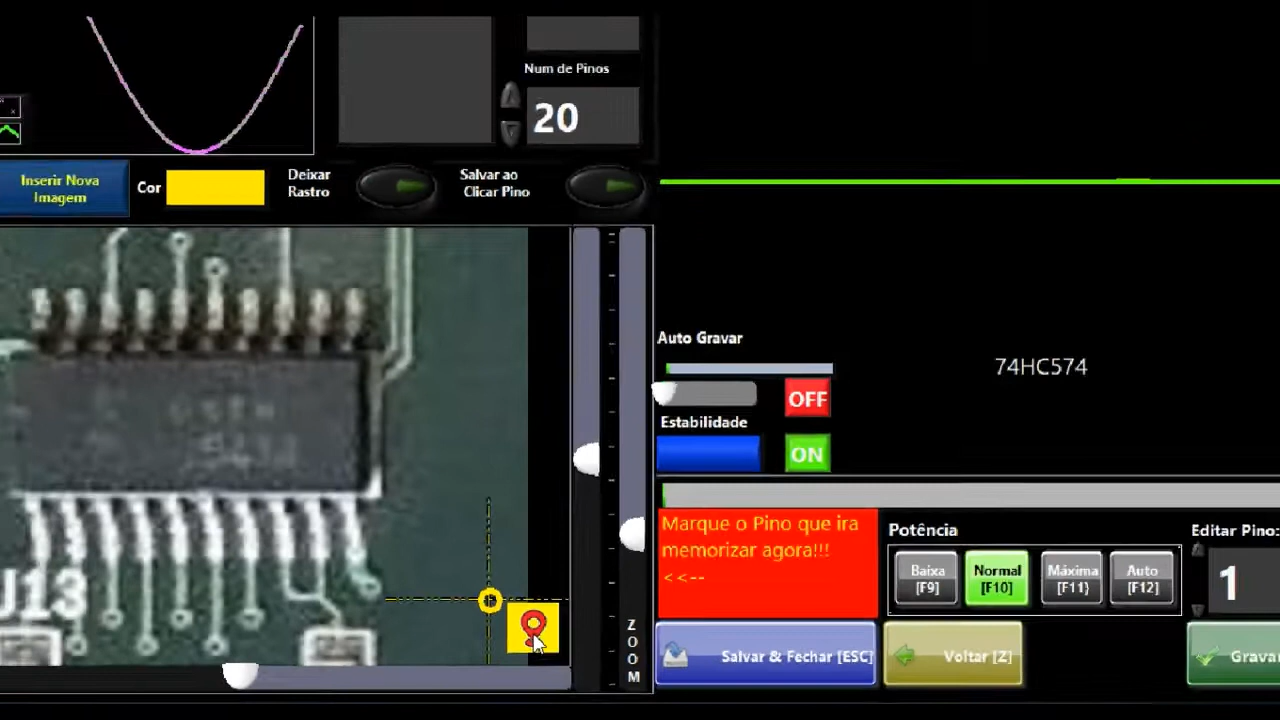 Num de Pinos
20
Inserir Nova
Imagem
Cor
Deixar
Rastro
Salvar ao
Clicar Pino
Auto Gravar
OFF
Estabilidade
ON
74HC574
U13
ZOOM
Marque o Pino que ira
memorizar agora!!!
<<--
Potência
Baixa
[F9]
Normal
[F10]
Máxima
[F11}
Auto
[F12]
Editar Pino:
1
Salvar & Fechar [ESC]
Voltar [Z]
Gravar